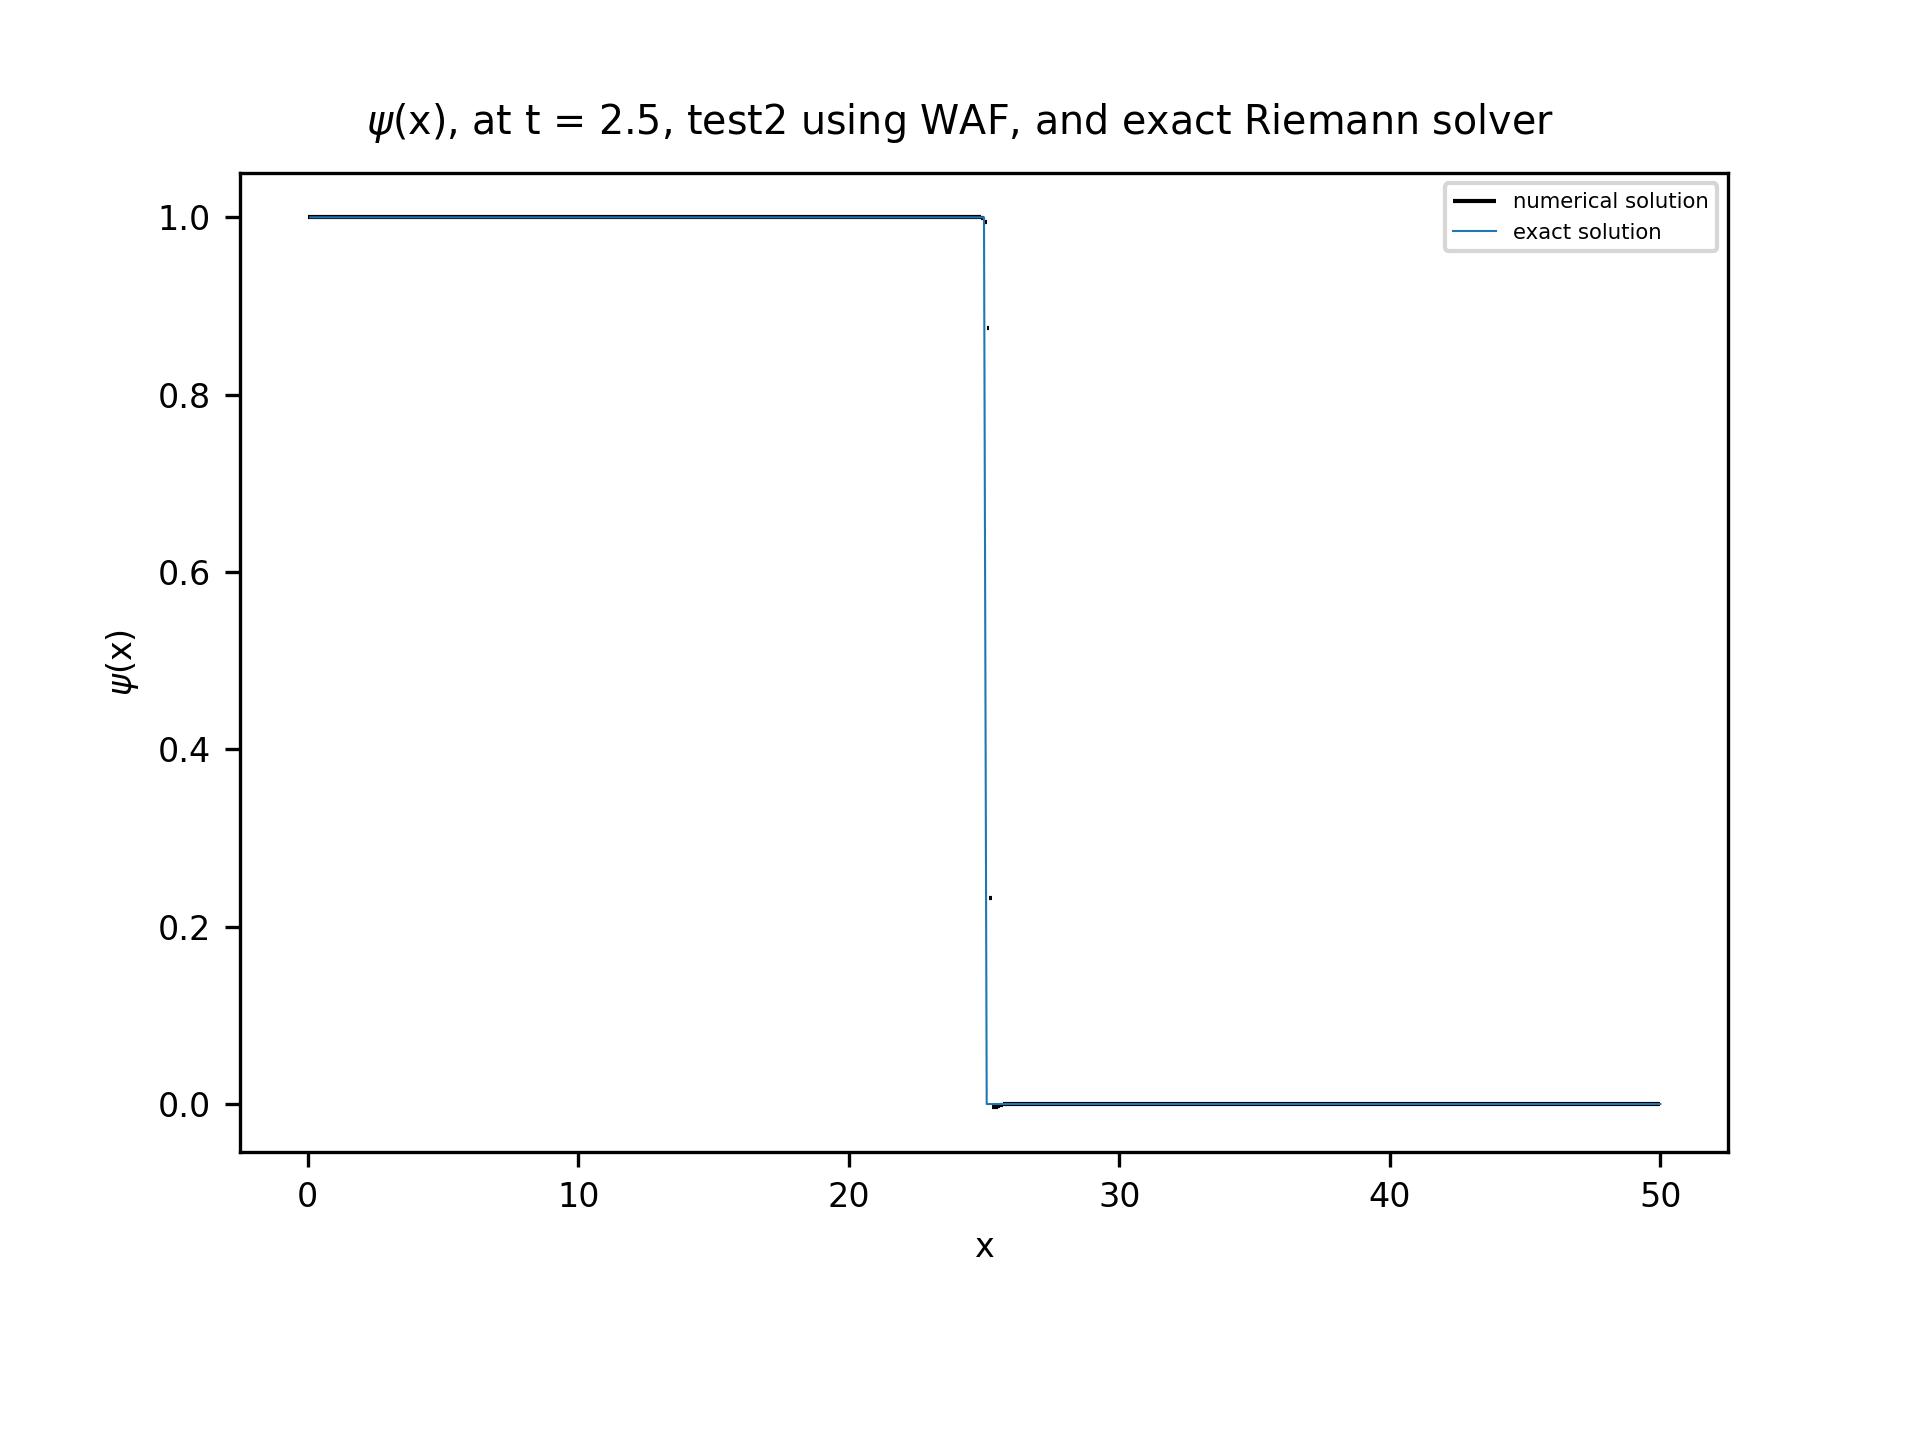 ψ(x), at t = 2.5, test2 using WAF, and exact Riemann solver
numerical solution
exact solution
1.0
0.8
0.6
0.4
0.2
0.0
ψ(x)
0 10 20 30 40 50
x